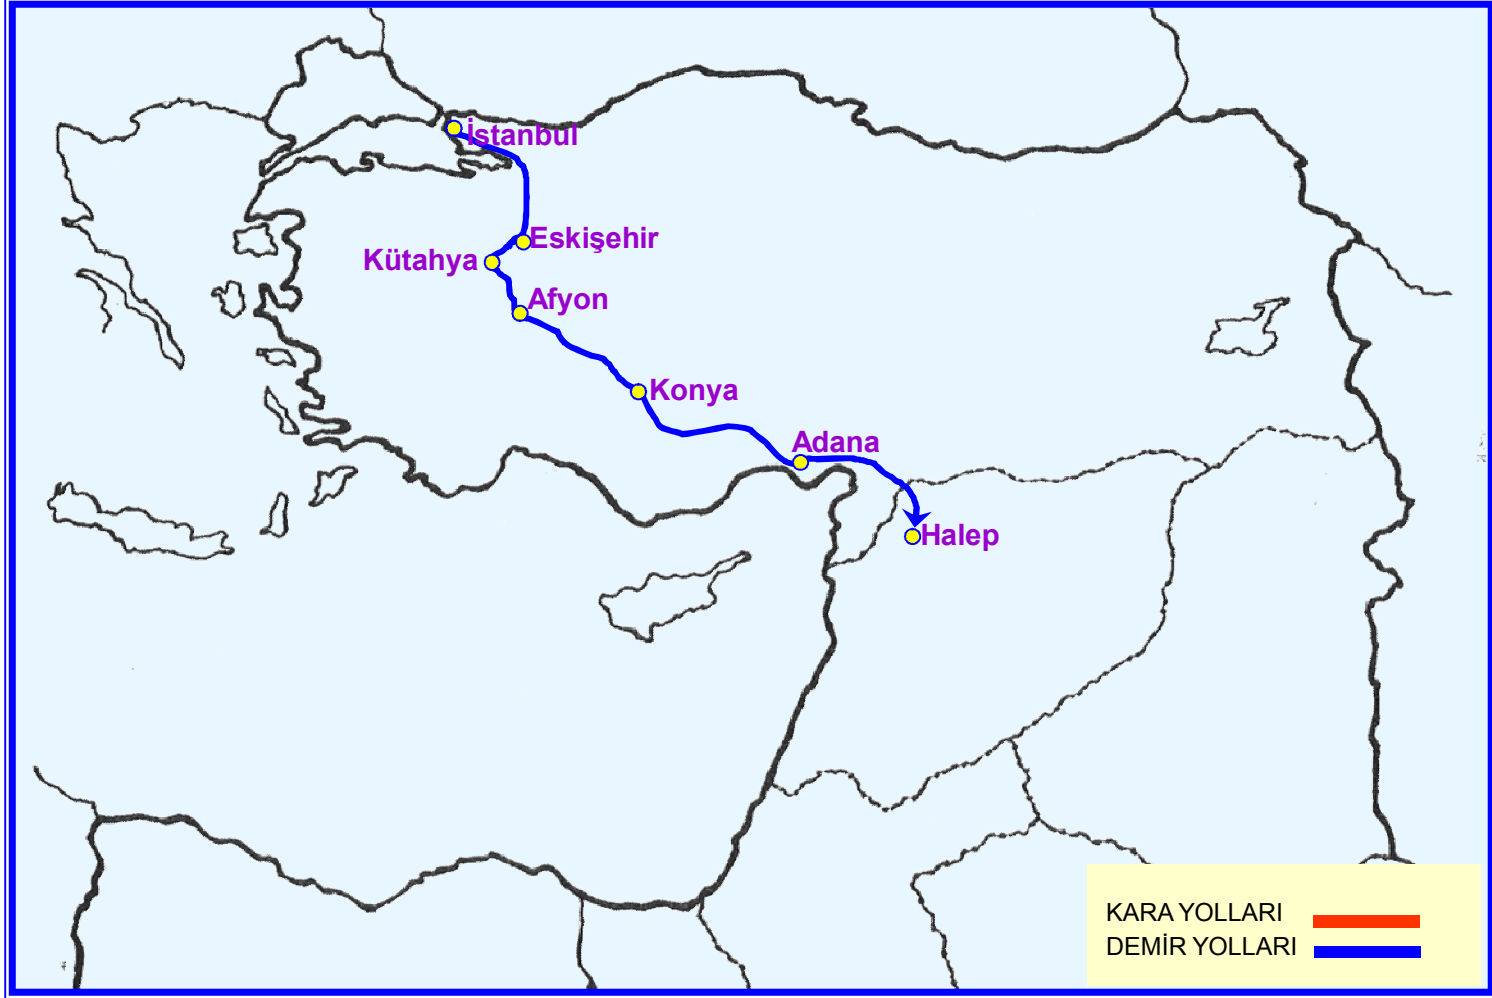 İstanbul
Eskişehir
Kütahya
Afyon
Konya
Adana
Halep
KARA YOLLARI
DEMİR YOLLARI